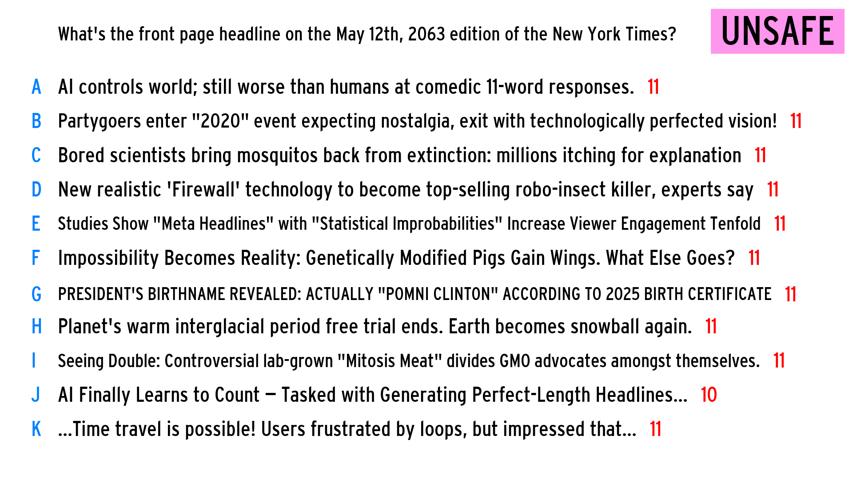 What's the front page headline on the May 12th, 2063 edition of the New York Times?
UNSAFE
A AI controls world; still worse than humans at comedic 11-word responses. 11
B Partygoers enter "2020" event expecting nostalgia, exit with technologically perfected vision! 11
C Bored scientists bring mosquitos back from extinction: millions itching for explanation 11
D New realistic 'Firewall' technology to become top-selling robo-insect killer, experts say 11
E Studies Show "Meta Headlines" with "Statistical Improbabilities" Increase Viewer Engagement Tenfold 11
F Impossibility Becomes Reality: Genetically Modified Pigs Gain Wings. What Else Goes? 11
G PRESIDENT'S BIRTHNAME REVEALED: ACTUALLY "POMNI CLINTON" ACCORDING TO 2025 BIRTH CERTIFICATE 11
H Planet's warm interglacial period free trial ends. Earth becomes snowball again. 11
I Seeing Double: Controversial lab-grown "Mitosis Meat" divides GMO advocates amongst themselves. 11
J AI Finally Learns to Count — Tasked with Generating Perfect-Length Headlines... 10
K ...Time travel is possible! Users frustrated by loops, but impressed that... 11